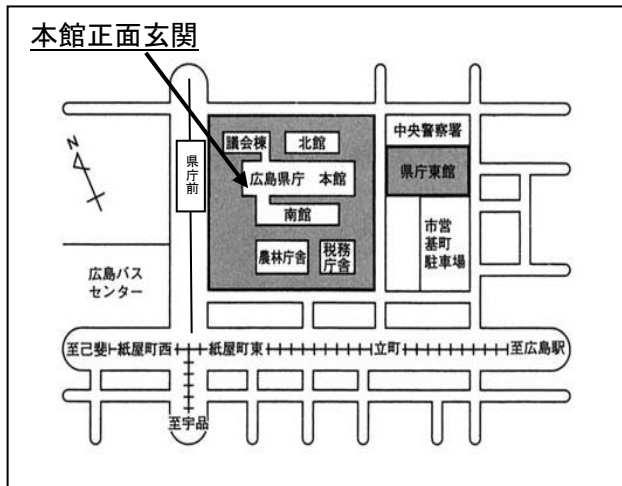 本館正面玄関
中央警察署
議会棟
北館
県庁前
広島県庁 本館
県庁東館
N
南館
市営
基町
駐車場
農林庁舎
税務
庁舎
広島バス
センター
至己斐
紙屋町西
紙屋町東
立町
至広島駅
至宇品